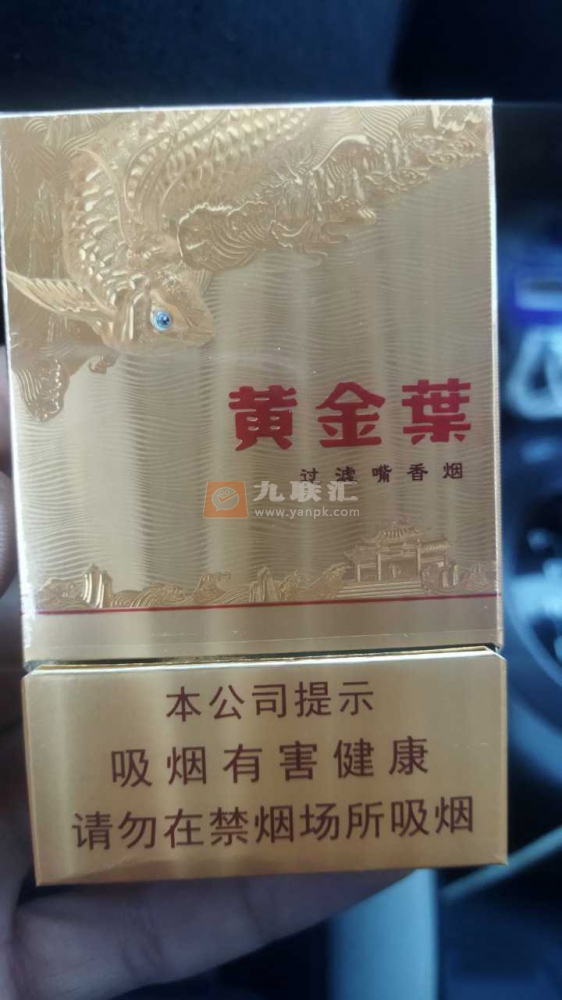 黄金葉
过滤嘴香烟
九联汇
www.yanpk.com
本公司提示
吸烟有害健康
请勿在禁烟场所吸烟